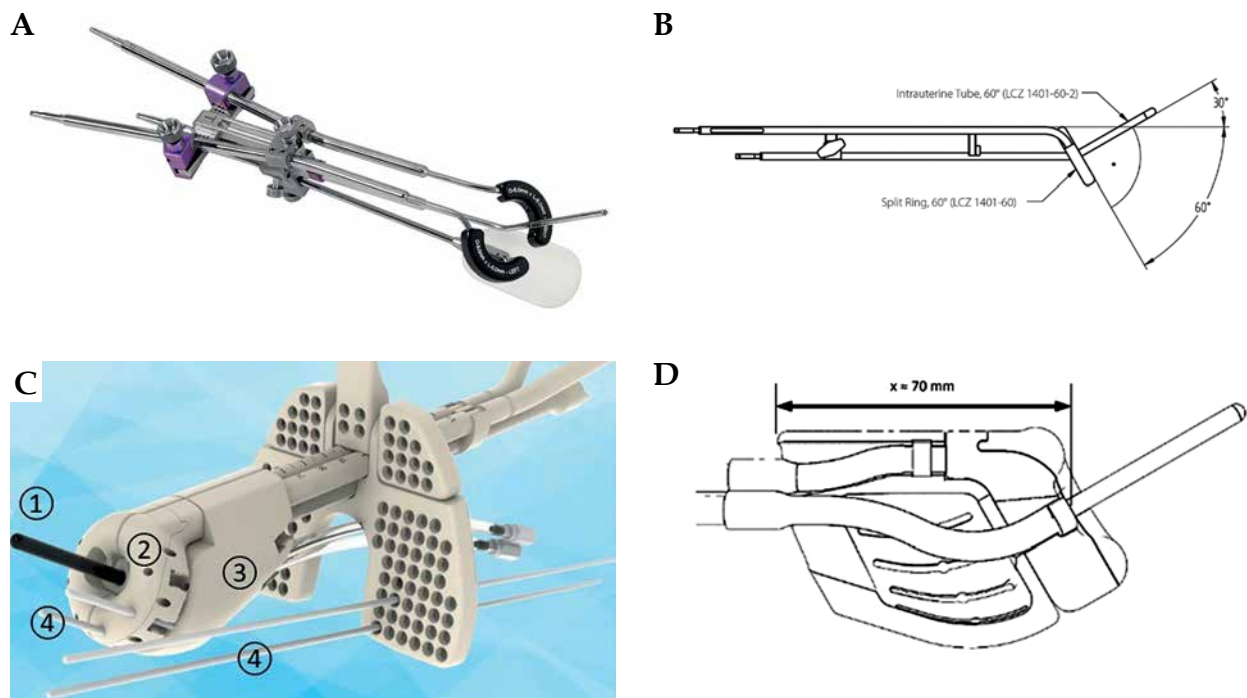 A
B
Intrauterine Tube, 60° (LCZ 1401-60-2)
30°
Split Ring, 60° (LCZ 1401-60)
60°
C
1
2
3
4
4
D
x ≈ 70 mm